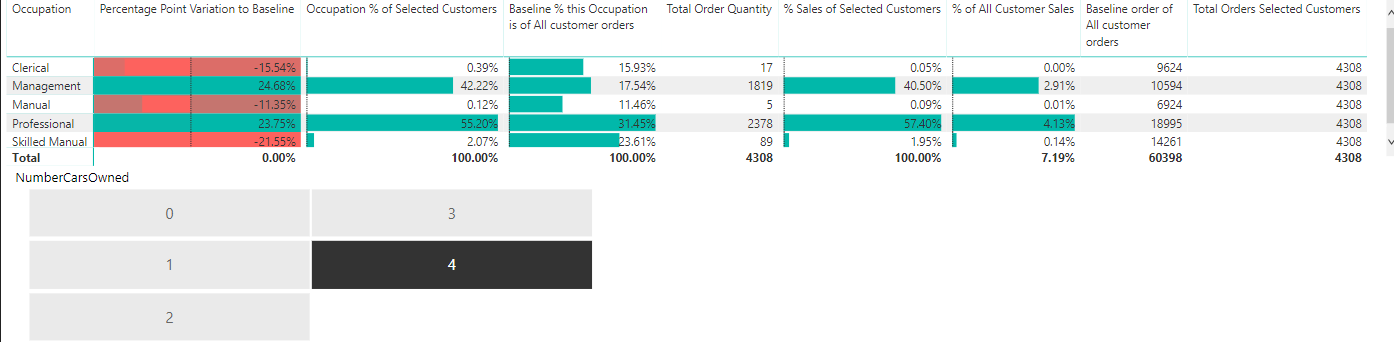 Occupation Percentage Point Variation to Baseline Occupation % of Selected Customers Baseline % this Occupation is of All customer orders Total Order Quantity % Sales of Selected Customers % of All Customer Sales Baseline order of All customer orders Total Orders Selected Customers
Clerical -15.54% 0.39% 15.93% 17 0.05% 0.00% 9624 4308
Management 24.68% 42.22% 17.54% 1819 40.50% 2.91% 10594 4308
Manual -11.35% 0.12% 11.46% 5 0.09% 0.01% 6924 4308
Professional 23.75% 55.20% 31.45% 2378 57.40% 4.13% 18995 4308
Skilled Manual -21.55% 2.07% 23.61% 89 1.95% 0.14% 14261 4308
Total 0.00% 100.00% 100.00% 4308 100.00% 7.19% 60398 4308
NumberCarsOwned
0 3
1 4
2